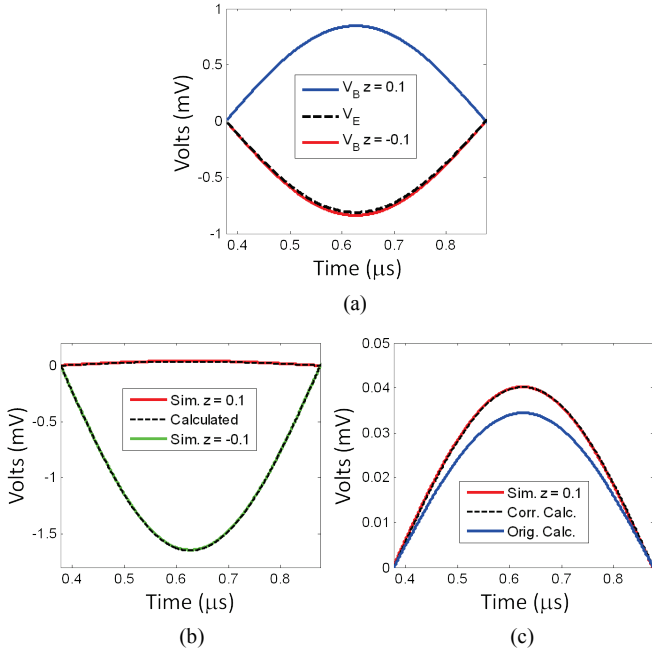 1
0.5
0
-0.5
-1
Volts (mV)
V_B z = 0.1
V_E
V_B z = -0.1
0.4 0.5 0.6 0.7 0.8
Time (μs)
(a)
0
-0.5
-1
-1.5
Volts (mV)
Sim. z = 0.1
Calculated
Sim. z = -0.1
0.4 0.5 0.6 0.7 0.8
Time (μs)
(b)
0.05
0.04
0.03
0.02
0.01
0
Volts (mV)
Sim. z = 0.1
Corr. Calc.
Orig. Calc.
0.4 0.5 0.6 0.7 0.8
Time (μs)
(c)